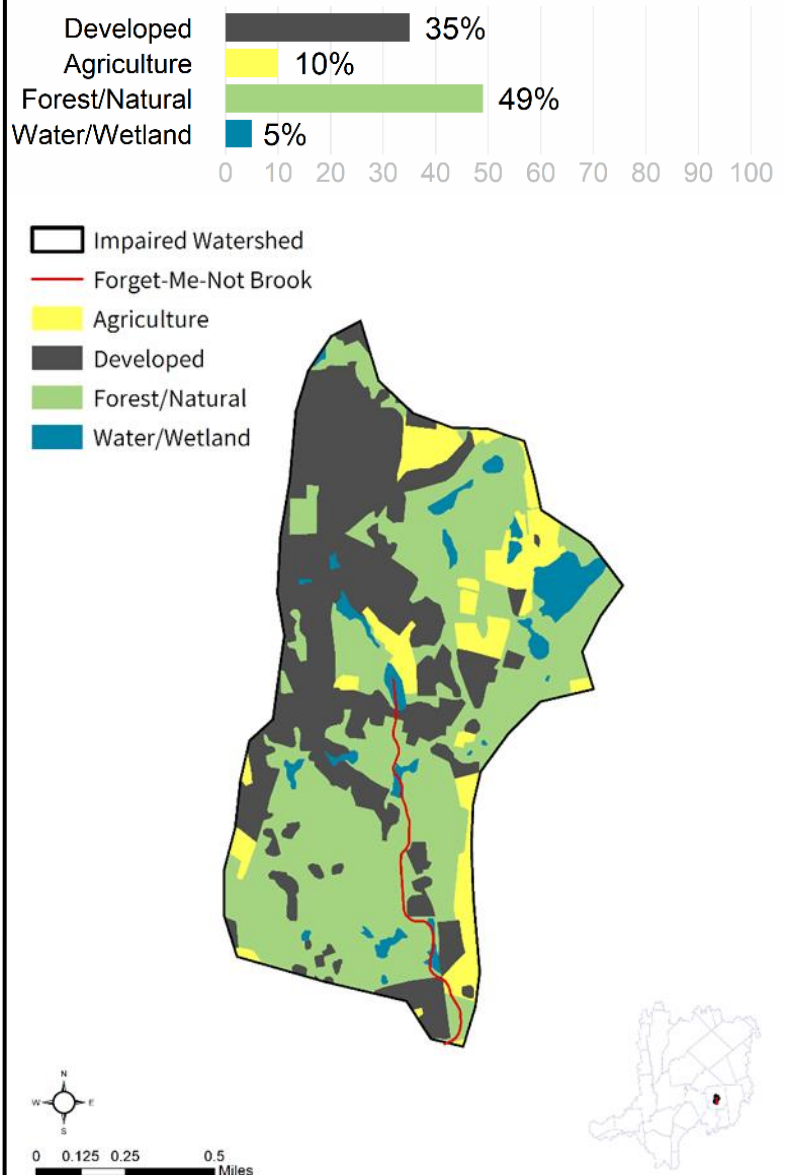 Developed 35%
Agriculture 10%
Forest/Natural 49%
Water/Wetland 5%
0 10 20 30 40 50 60 70 80 90 100
Impaired Watershed
Forget-Me-Not Brook
Agriculture
Developed
Forest/Natural
Water/Wetland
N
W E
S
0 0.125 0.25 0.5
Miles